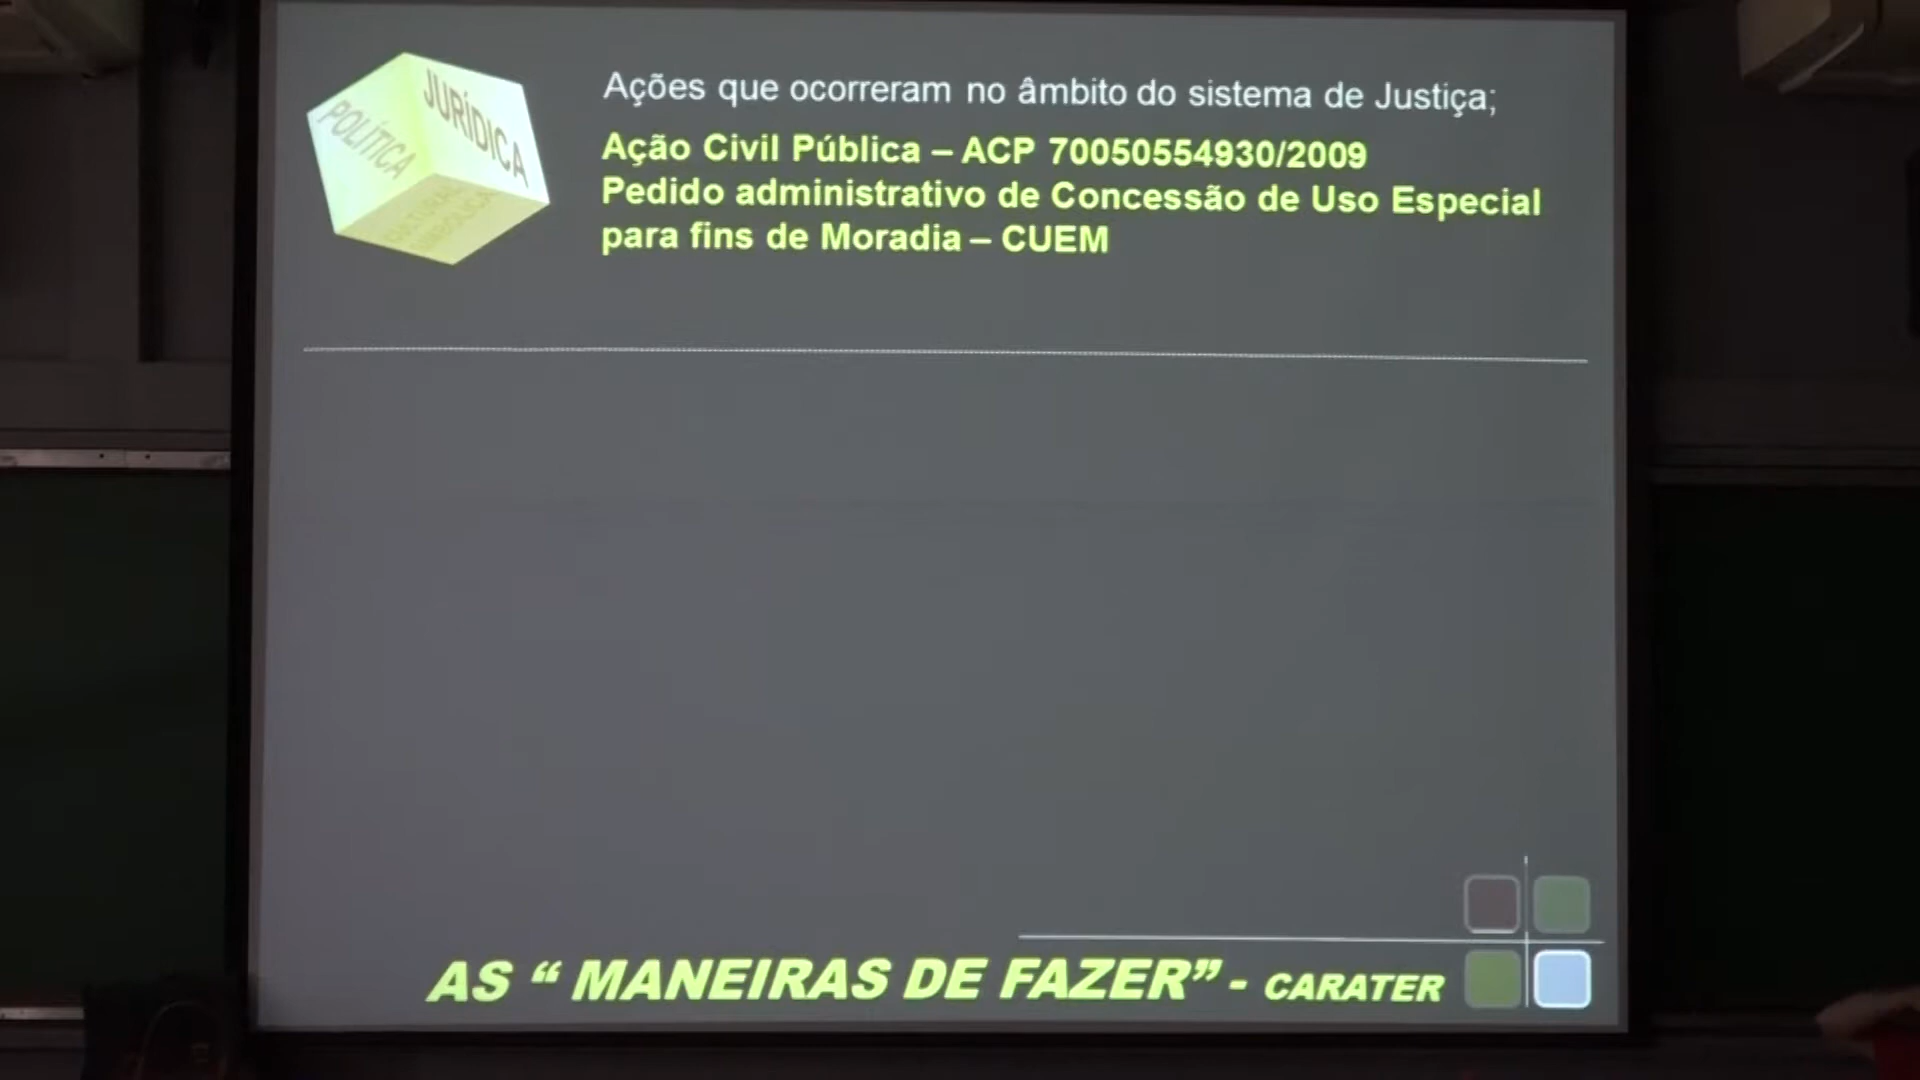 JURÍDICA
POLÍTICA
Ações que ocorreram no âmbito do sistema de Justiça;
Ação Civil Pública – ACP 70050554930/2009
Pedido administrativo de Concessão de Uso Especial
para fins de Moradia – CUEM
AS “ MANEIRAS DE FAZER” - CARATER